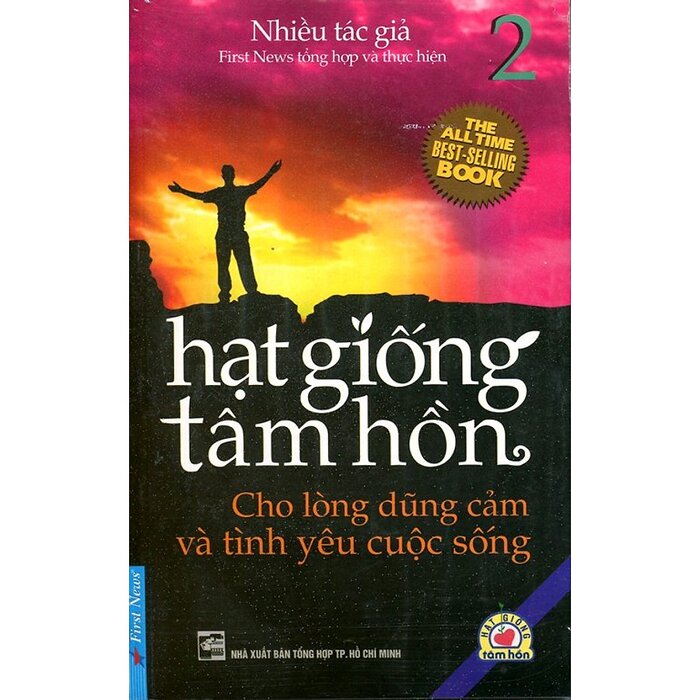 Nhiều tác giả
First News tổng hợp và thực hiện
2
THE
ALL TIME
BEST-SELLING
BOOK
hạt giống
tâm hồn
Cho lòng dũng cảm
và tình yêu cuộc sống
First News
NHÀ XUẤT BẢN TỔNG HỢP TP. HỒ CHÍ MINH
HẠT GIỐNG
tâm hồn